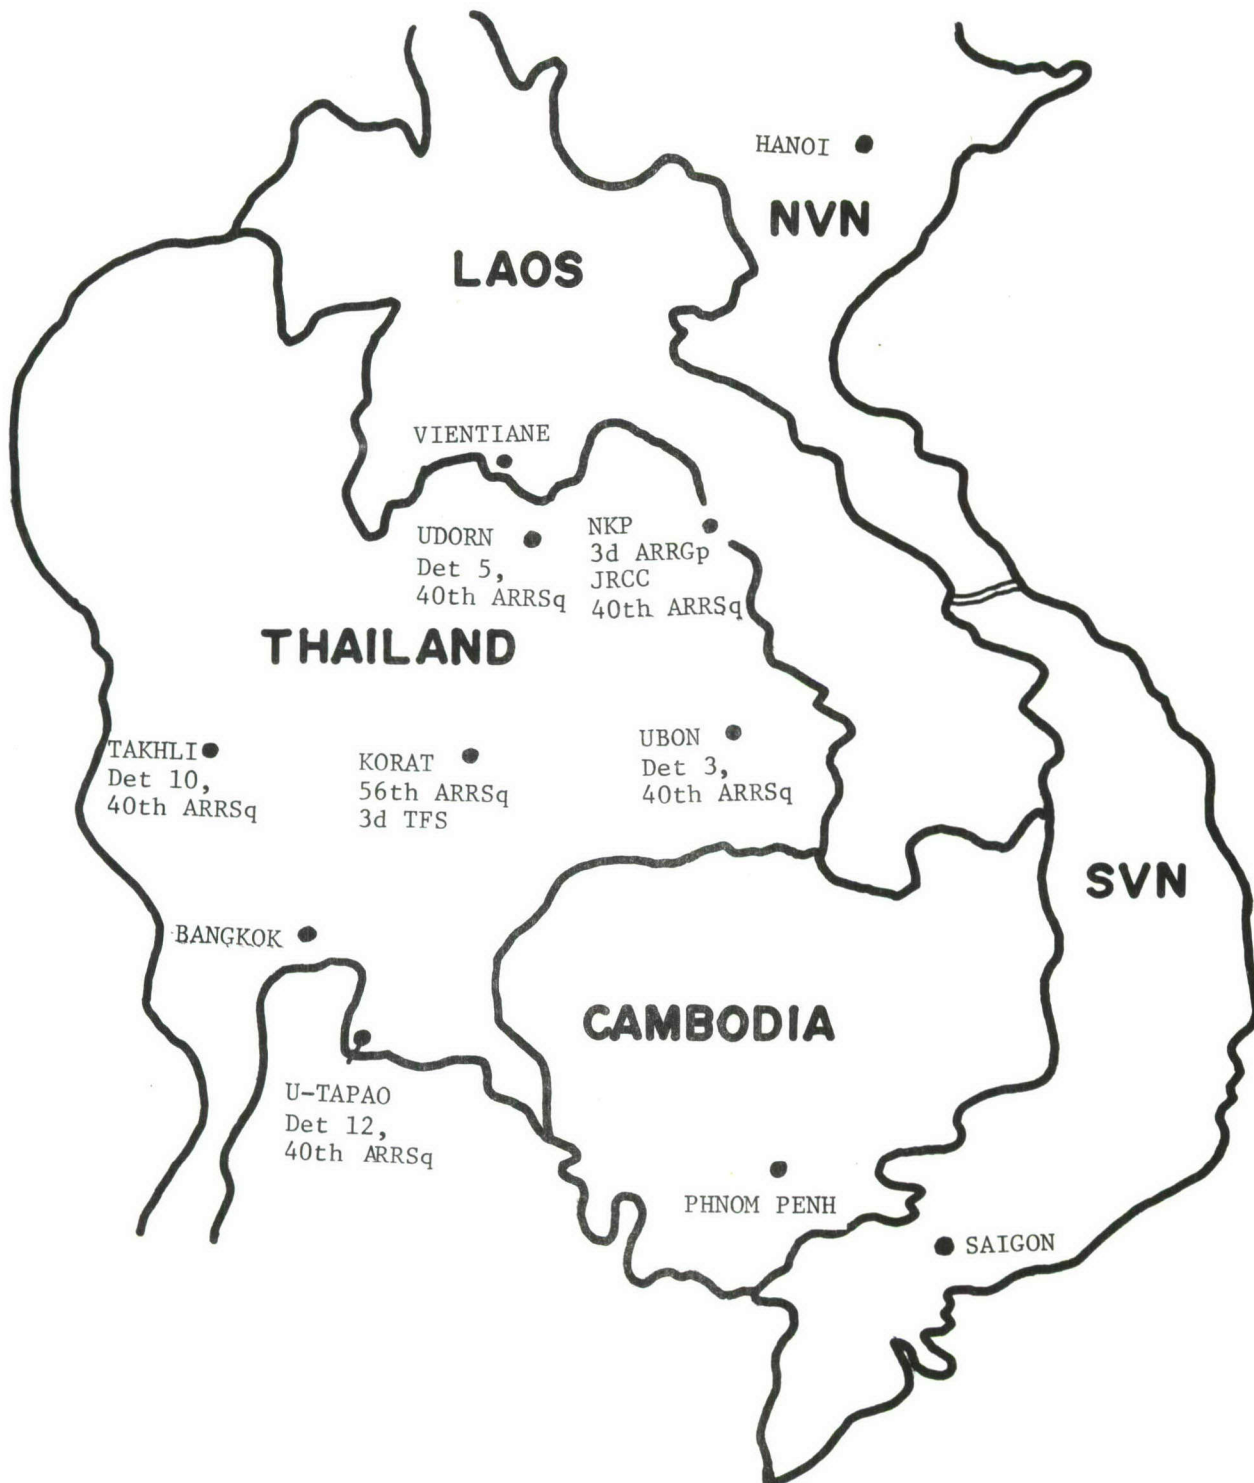 HANOI
NVN
LAOS
VIENTIANE
UDORN
Det 5,
40th ARRSq
NKP
3d ARRGp
JRCC
40th ARRSq
THAILAND
TAKHLI
Det 10,
40th ARRSq
KORAT
56th ARRSq
3d TFS
UBON
Det 3,
40th ARRSq
SVN
BANGKOK
CAMBODIA
U-TAPAO
Det 12,
40th ARRSq
PHNOM PENH
SAIGON